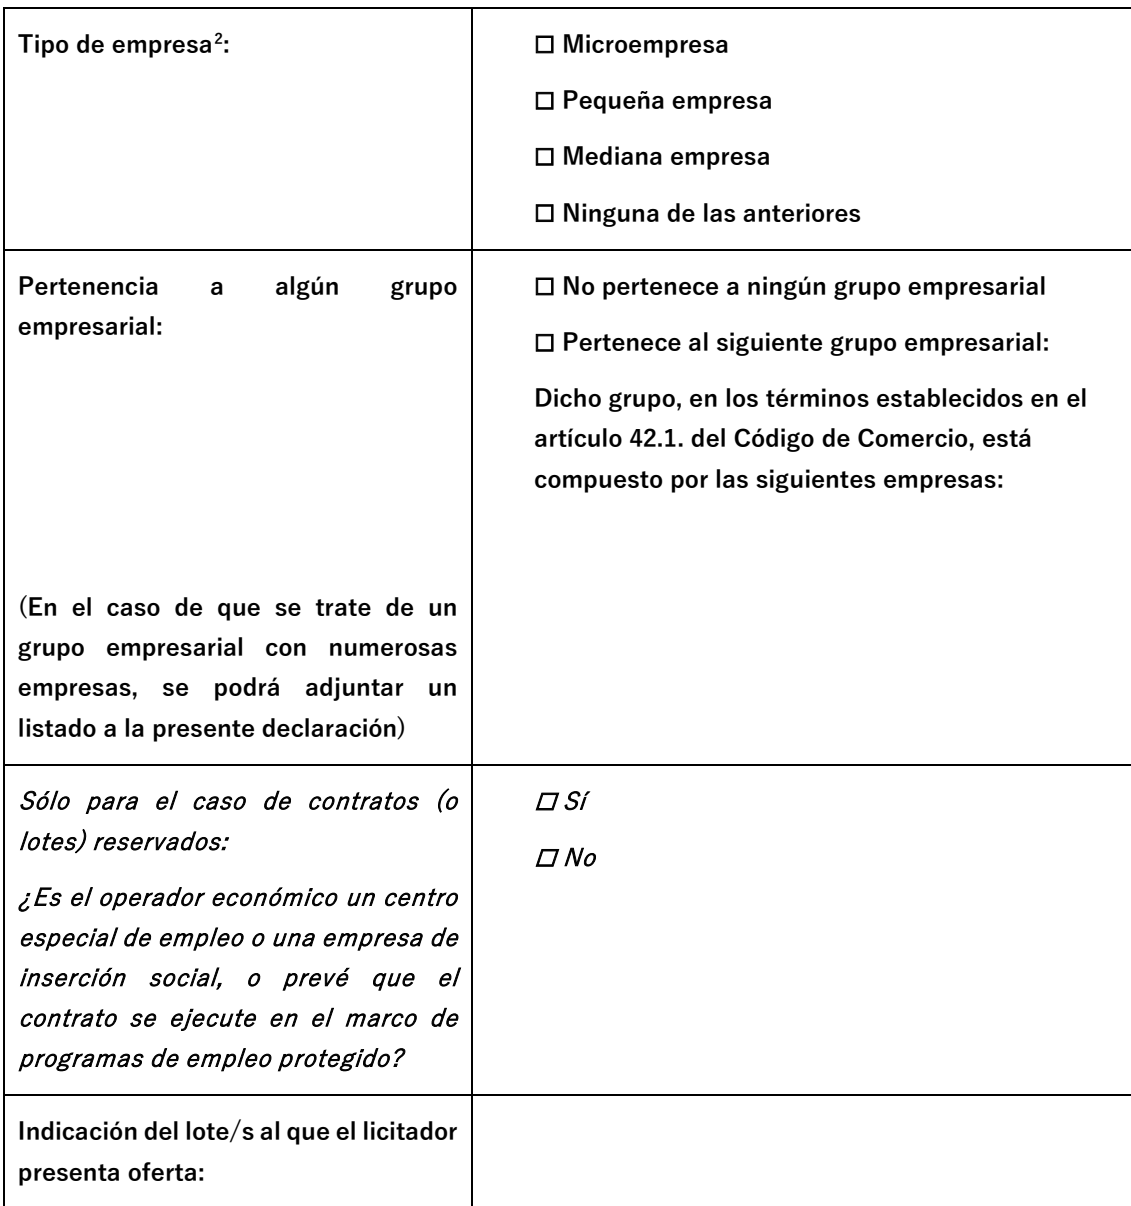 Tipo de empresa²:
☐ Microempresa
☐ Pequeña empresa
☐ Mediana empresa
☐ Ninguna de las anteriores
Pertenencia a algún grupo
empresarial:
(En el caso de que se trate de un
grupo empresarial con numerosas
empresas, se podrá adjuntar un
listado a la presente declaración)
☐ No pertenece a ningún grupo empresarial
☐ Pertenece al siguiente grupo empresarial:
Dicho grupo, en los términos establecidos en el
artículo 42.1. del Código de Comercio, está
compuesto por las siguientes empresas:
Sólo para el caso de contratos (o
lotes) reservados:
¿Es el operador económico un centro
especial de empleo o una empresa de
inserción social, o prevé que el
contrato se ejecute en el marco de
programas de empleo protegido?
☐ Sí
☐ No
Indicación del lote/s al que el licitador
presenta oferta: